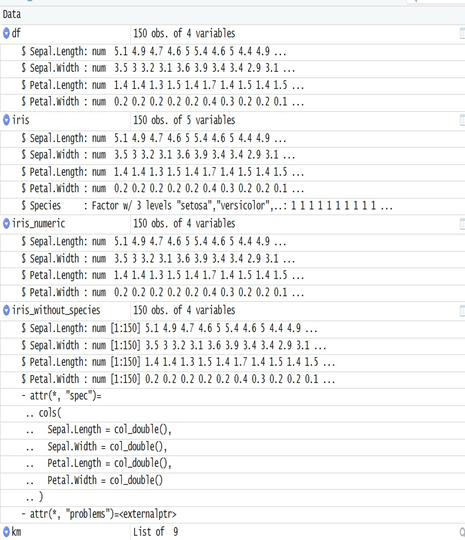 Data
df 150 obs. of 4 variables
$ Sepal.Length: num 5.1 4.9 4.7 4.6 5 5.4 4.6 5 4.4 4.9 ...
$ Sepal.Width : num 3.5 3 3.2 3.1 3.6 3.9 3.4 3.4 2.9 3.1 ...
$ Petal.Length: num 1.4 1.4 1.3 1.5 1.4 1.7 1.4 1.5 1.4 1.5 ...
$ Petal.Width : num 0.2 0.2 0.2 0.2 0.2 0.4 0.3 0.2 0.2 0.1 ...
iris 150 obs. of 5 variables
$ Sepal.Length: num 5.1 4.9 4.7 4.6 5 5.4 4.6 5 4.4 4.9 ...
$ Sepal.Width : num 3.5 3 3.2 3.1 3.6 3.9 3.4 3.4 2.9 3.1 ...
$ Petal.Length: num 1.4 1.4 1.3 1.5 1.4 1.7 1.4 1.5 1.4 1.5 ...
$ Petal.Width : num 0.2 0.2 0.2 0.2 0.2 0.4 0.3 0.2 0.2 0.1 ...
$ Species : Factor w/ 3 levels "setosa","versicolor",..: 1 1 1 1 1 1 1 1 1 1 ...
iris_numeric 150 obs. of 4 variables
$ Sepal.Length: num 5.1 4.9 4.7 4.6 5 5.4 4.6 5 4.4 4.9 ...
$ Sepal.Width : num 3.5 3 3.2 3.1 3.6 3.9 3.4 3.4 2.9 3.1 ...
$ Petal.Length: num 1.4 1.4 1.3 1.5 1.4 1.7 1.4 1.5 1.4 1.5 ...
$ Petal.Width : num 0.2 0.2 0.2 0.2 0.2 0.4 0.3 0.2 0.2 0.1 ...
iris_without_species 150 obs. of 4 variables
$ Sepal.Length: num [1:150] 5.1 4.9 4.7 4.6 5 5.4 4.6 5 4.4 4.9 ...
$ Sepal.Width : num [1:150] 3.5 3 3.2 3.1 3.6 3.9 3.4 3.4 2.9 3.1 ...
$ Petal.Length: num [1:150] 1.4 1.4 1.3 1.5 1.4 1.7 1.4 1.5 1.4 1.5 ...
$ Petal.Width : num [1:150] 0.2 0.2 0.2 0.2 0.2 0.4 0.3 0.2 0.2 0.1 ...
- attr(*, "spec")=
.. cols(
.. Sepal.Length = col_double(),
.. Sepal.Width = col_double(),
.. Petal.Length = col_double(),
.. Petal.Width = col_double()
.. )
- attr(*, "problems")=<externalptr>
km List of 9